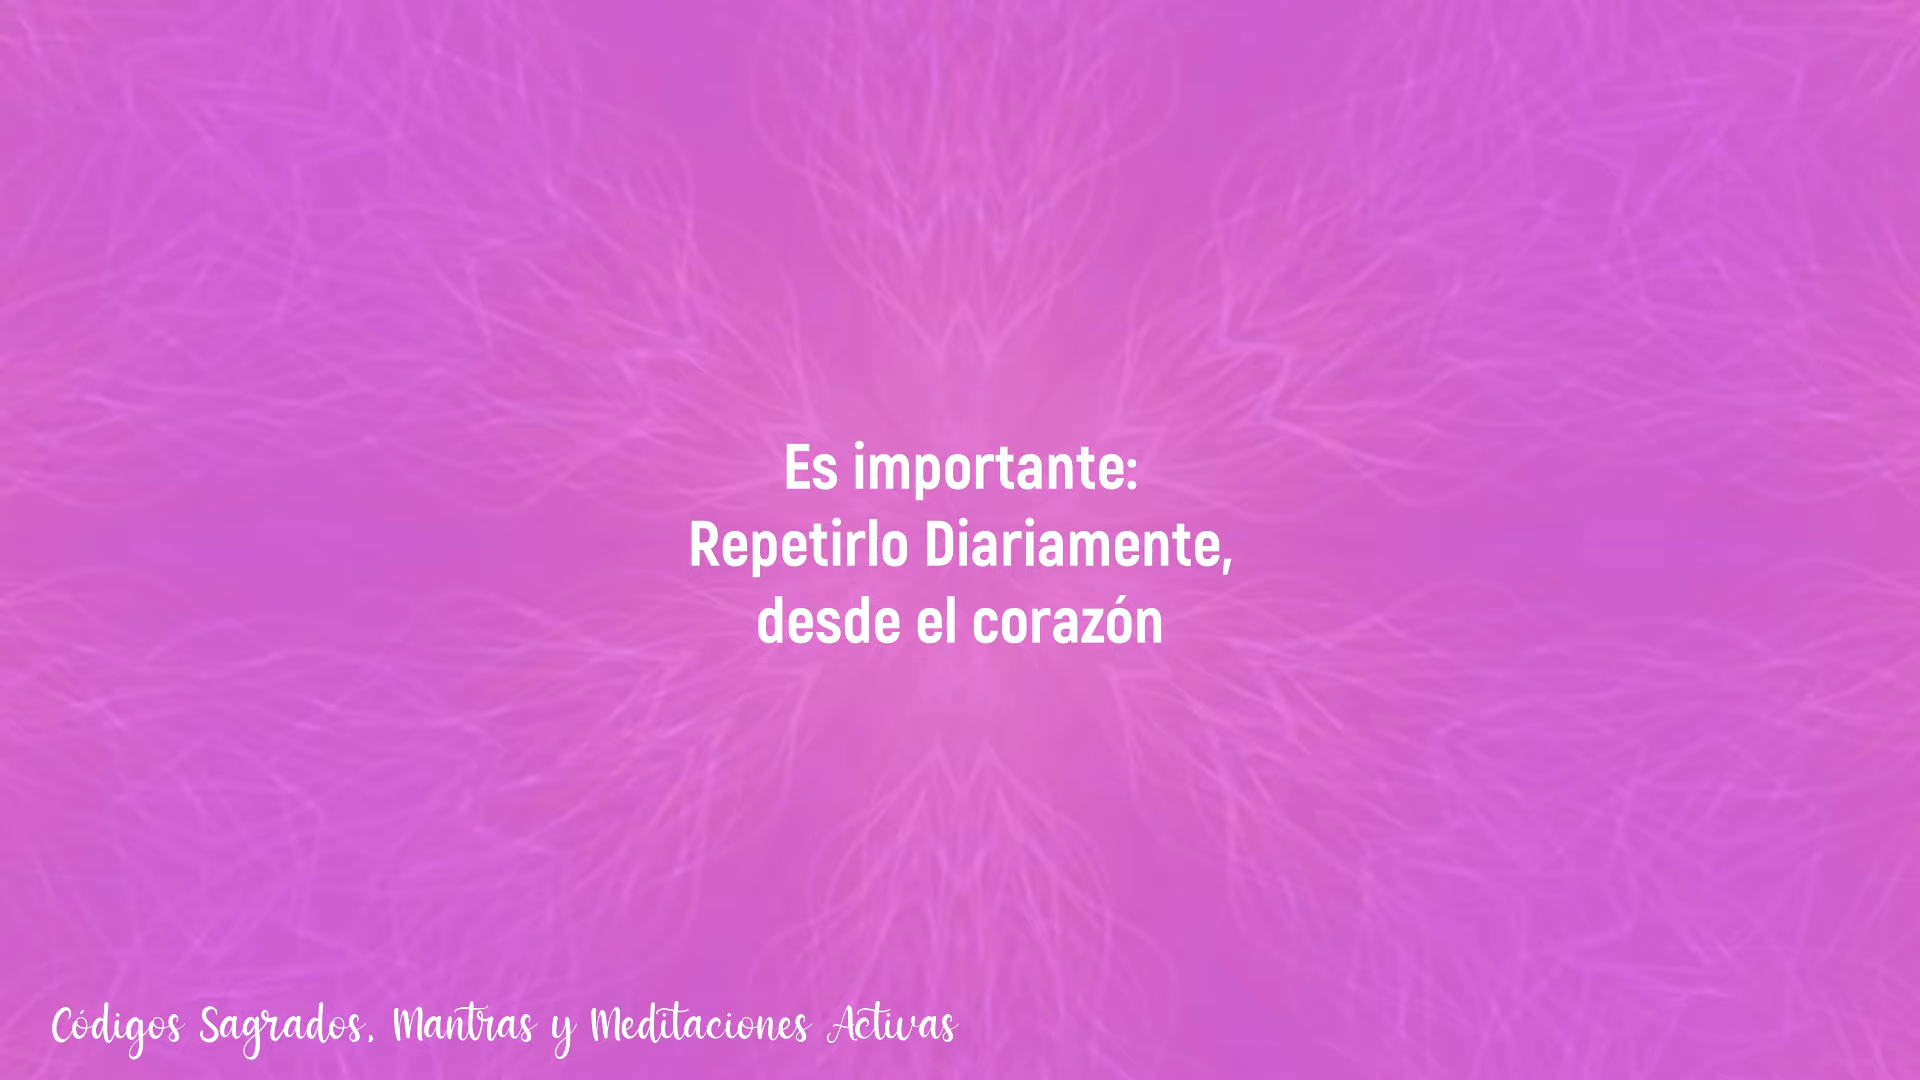 Es importante:
Repetirlo Diariamente,
desde el corazón
Códigos Sagrados, Mantras y Meditaciones Activas